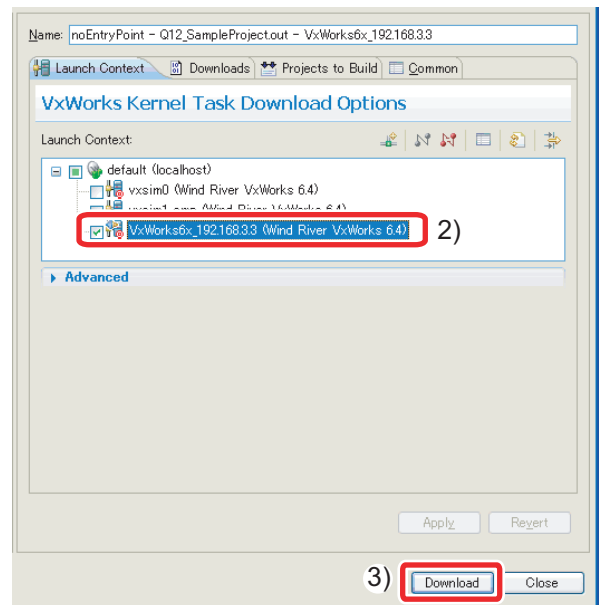 Name: noEntryPoint - Q12_SampleProject.out - VxWorks6x_192.168.3.3
Launch Context Downloads Projects to Build Common
VxWorks Kernel Task Download Options
Launch Context:
default (localhost)
vxsim0 (Wind River VxWorks 6.4)
VxWorks6x_192.168.3.3 (Wind River VxWorks 6.4) 2)
Advanced
Apply Revert
3) Download Close